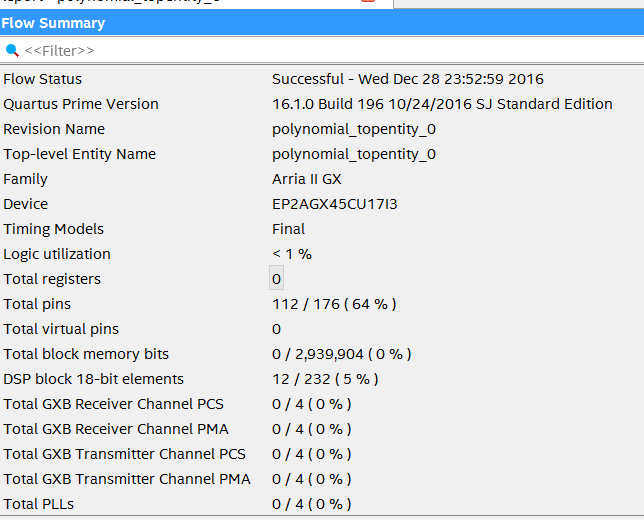 polynomial_topentity_0
Flow Summary
<<Filter>>
Flow Status Successful - Wed Dec 28 23:52:59 2016
Quartus Prime Version 16.1.0 Build 196 10/24/2016 SJ Standard Edition
Revision Name polynomial_topentity_0
Top-level Entity Name polynomial_topentity_0
Family Arria II GX
Device EP2AGX45CU17I3
Timing Models Final
Logic utilization < 1 %
Total registers 0
Total pins 112 / 176 ( 64 % )
Total virtual pins 0
Total block memory bits 0 / 2,939,904 ( 0 % )
DSP block 18-bit elements 12 / 232 ( 5 % )
Total GXB Receiver Channel PCS 0 / 4 ( 0 % )
Total GXB Receiver Channel PMA 0 / 4 ( 0 % )
Total GXB Transmitter Channel PCS 0 / 4 ( 0 % )
Total GXB Transmitter Channel PMA 0 / 4 ( 0 % )
Total PLLs 0 / 4 ( 0 % )